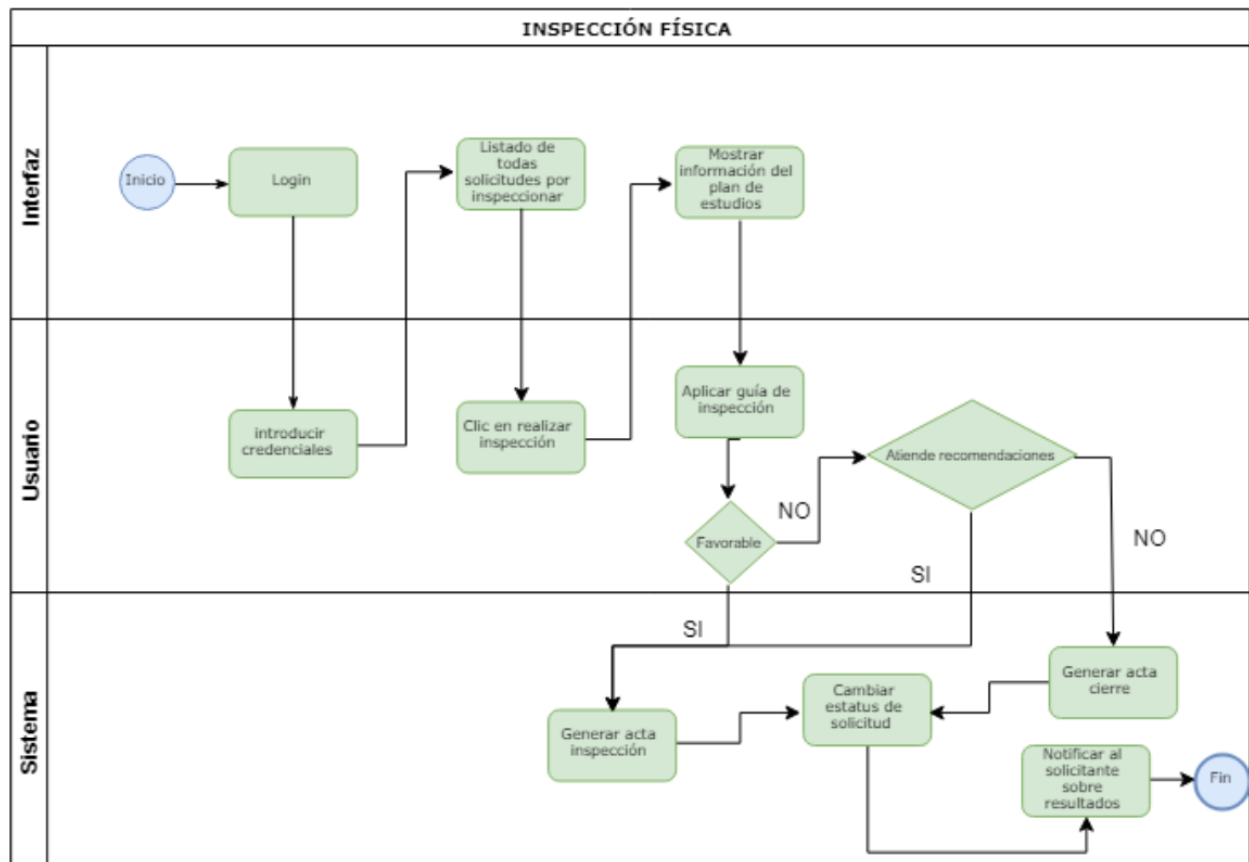 INSPECCIÓN FÍSICA
Interfaz
Inicio
Login
Listado de
todas
solicitudes por
inspeccionar
Mostrar
información del
plan de
estudios
Usuario
introducir
credenciales
Clic en realizar
inspección
Aplicar guía de
inspección
Atiende recomendaciones
NO
Favorable
NO
SI
Sistema
SI
Generar acta
inspección
Cambiar
estatus de
solicitud
Generar acta
cierre
Notificar al
solicitante
sobre
resultados
Fin